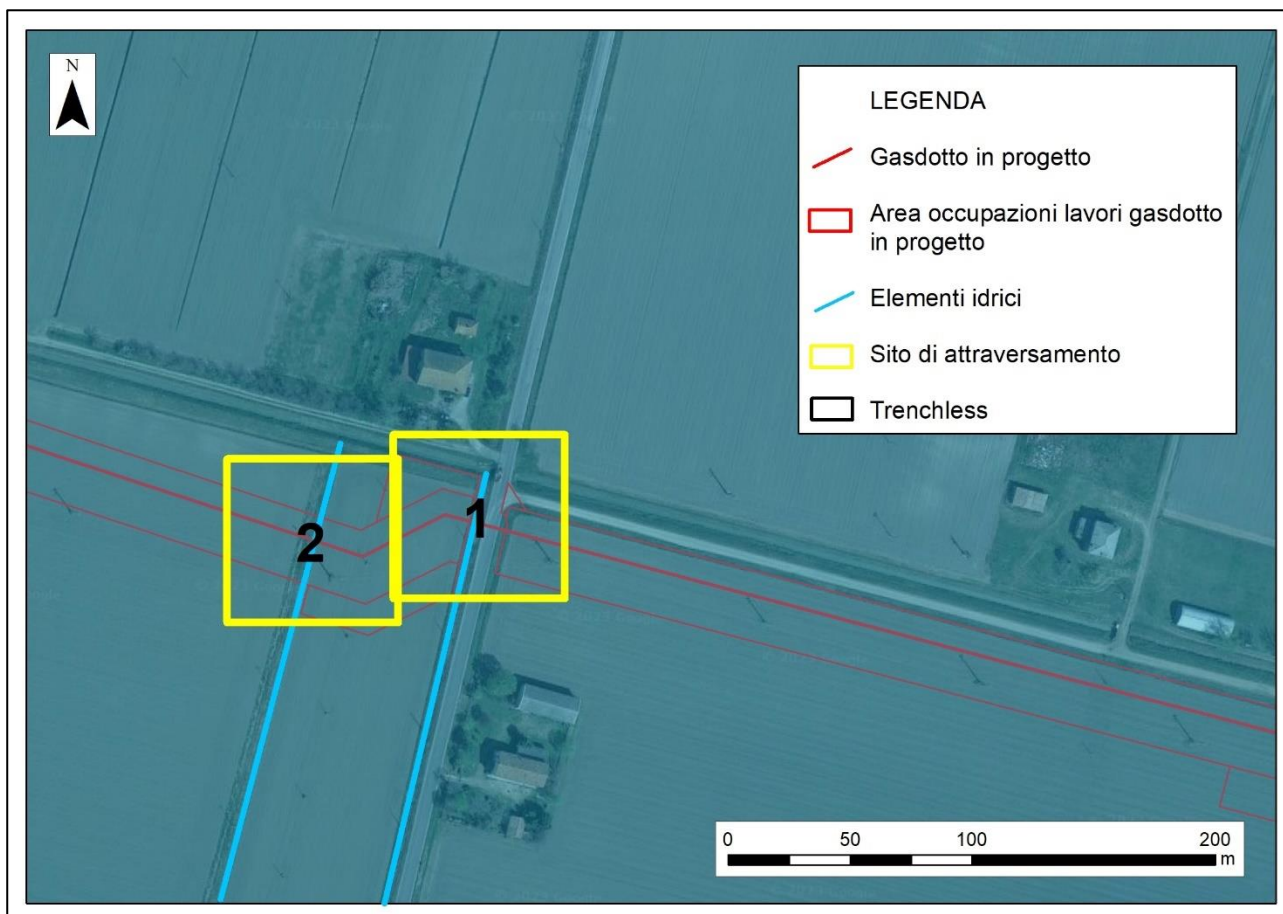 N
LEGENDA
Gasdotto in progetto
Area occupazioni lavori gasdotto
in progetto
Elementi idrici
Sito di attraversamento
Trenchless
1
2
0 50 100 200
m